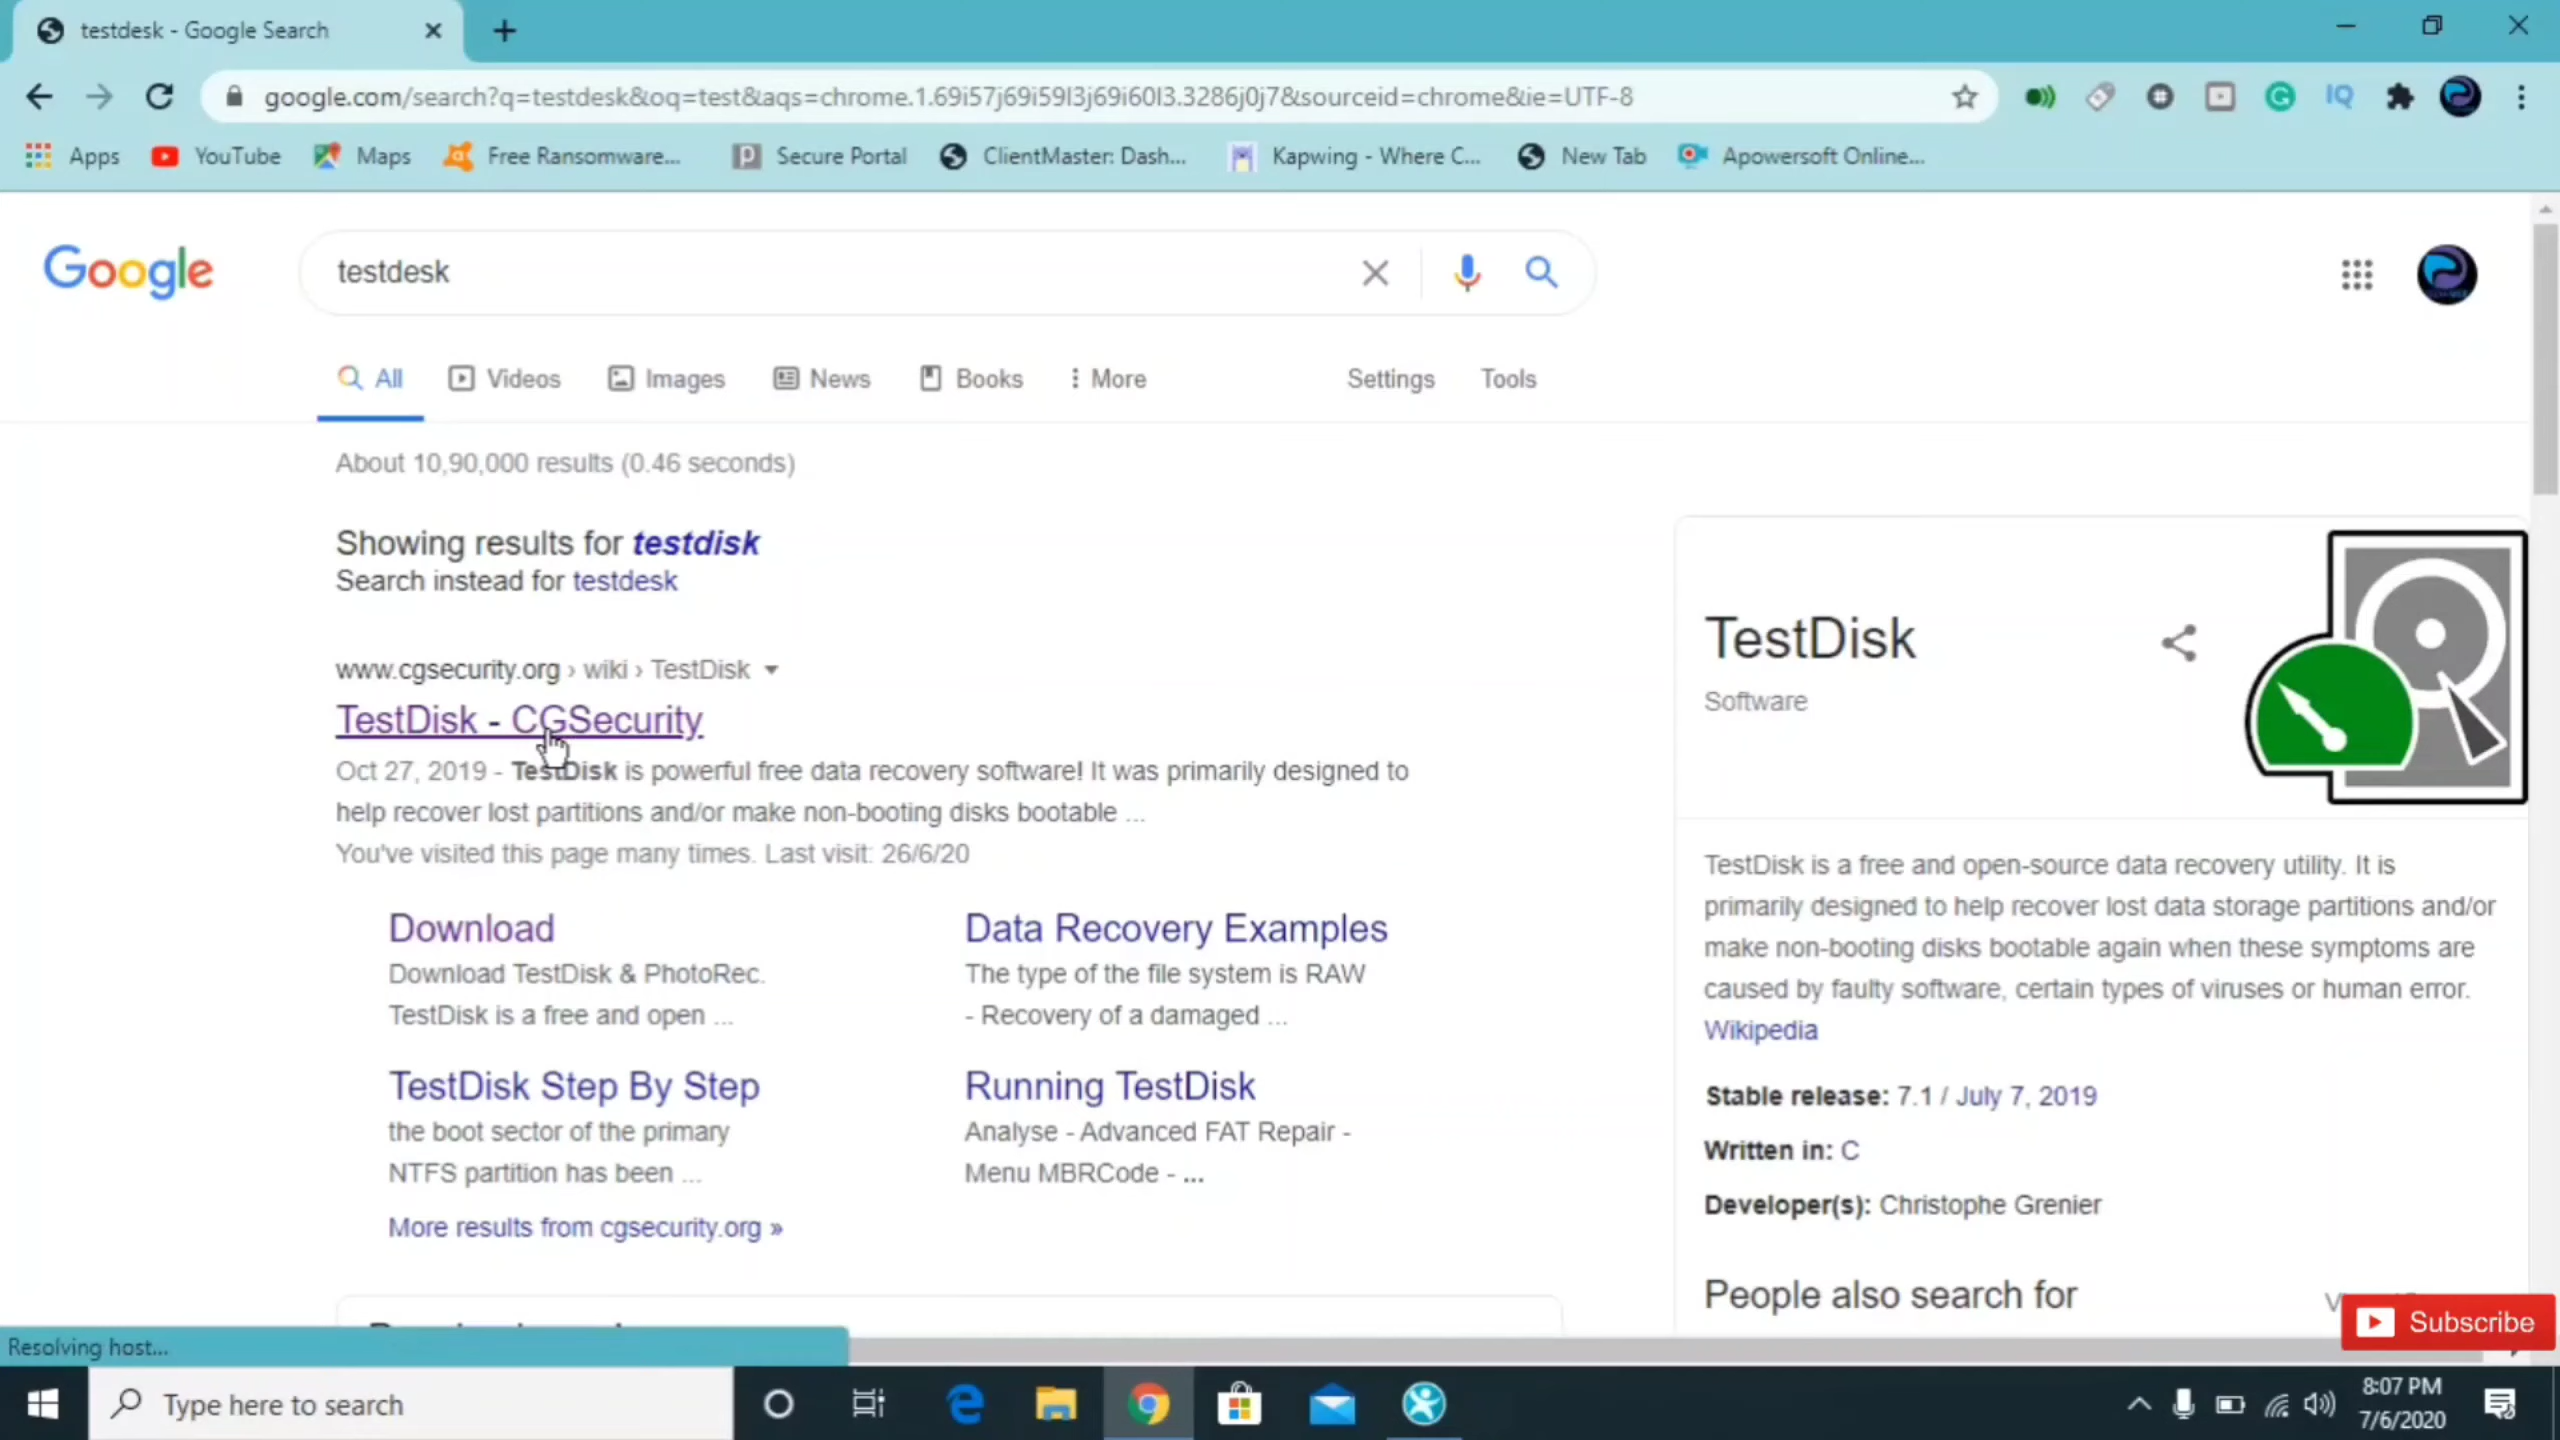 testdesk - Google Search
google.com/search?q=testdesk&oq=test&aqs=chrome.1.69i57j69i59l3j69i60l3.3286j0j7&sourceid=chrome&ie=UTF-8
Apps YouTube Maps Free Ransomware... Secure Portal ClientMaster: Dash... Kapwing - Where C... New Tab Apowersoft Online...
Google
testdesk
All Videos Images News Books More Settings Tools
About 10,90,000 results (0.46 seconds)
Showing results for testdisk
Search instead for testdesk
www.cgsecurity.org › wiki › TestDisk
TestDisk - CGSecurity
Oct 27, 2019 - TestDisk is powerful free data recovery software! It was primarily designed to
help recover lost partitions and/or make non-booting disks bootable ...
You've visited this page many times. Last visit: 26/6/20
Download
Download TestDisk & PhotoRec.
TestDisk is a free and open ...
Data Recovery Examples
The type of the file system is RAW
- Recovery of a damaged ...
TestDisk Step By Step
the boot sector of the primary
NTFS partition has been ...
Running TestDisk
Analyse - Advanced FAT Repair -
Menu MBRCode - ...
More results from cgsecurity.org »
TestDisk
Software
TestDisk is a free and open-source data recovery utility. It is
primarily designed to help recover lost data storage partitions and/or
make non-booting disks bootable again when these symptoms are
caused by faulty software, certain types of viruses or human error.
Wikipedia
Stable release: 7.1 / July 7, 2019
Written in: C
Developer(s): Christophe Grenier
People also search for
Subscribe
Resolving host...
Type here to search
8:07 PM
7/6/2020